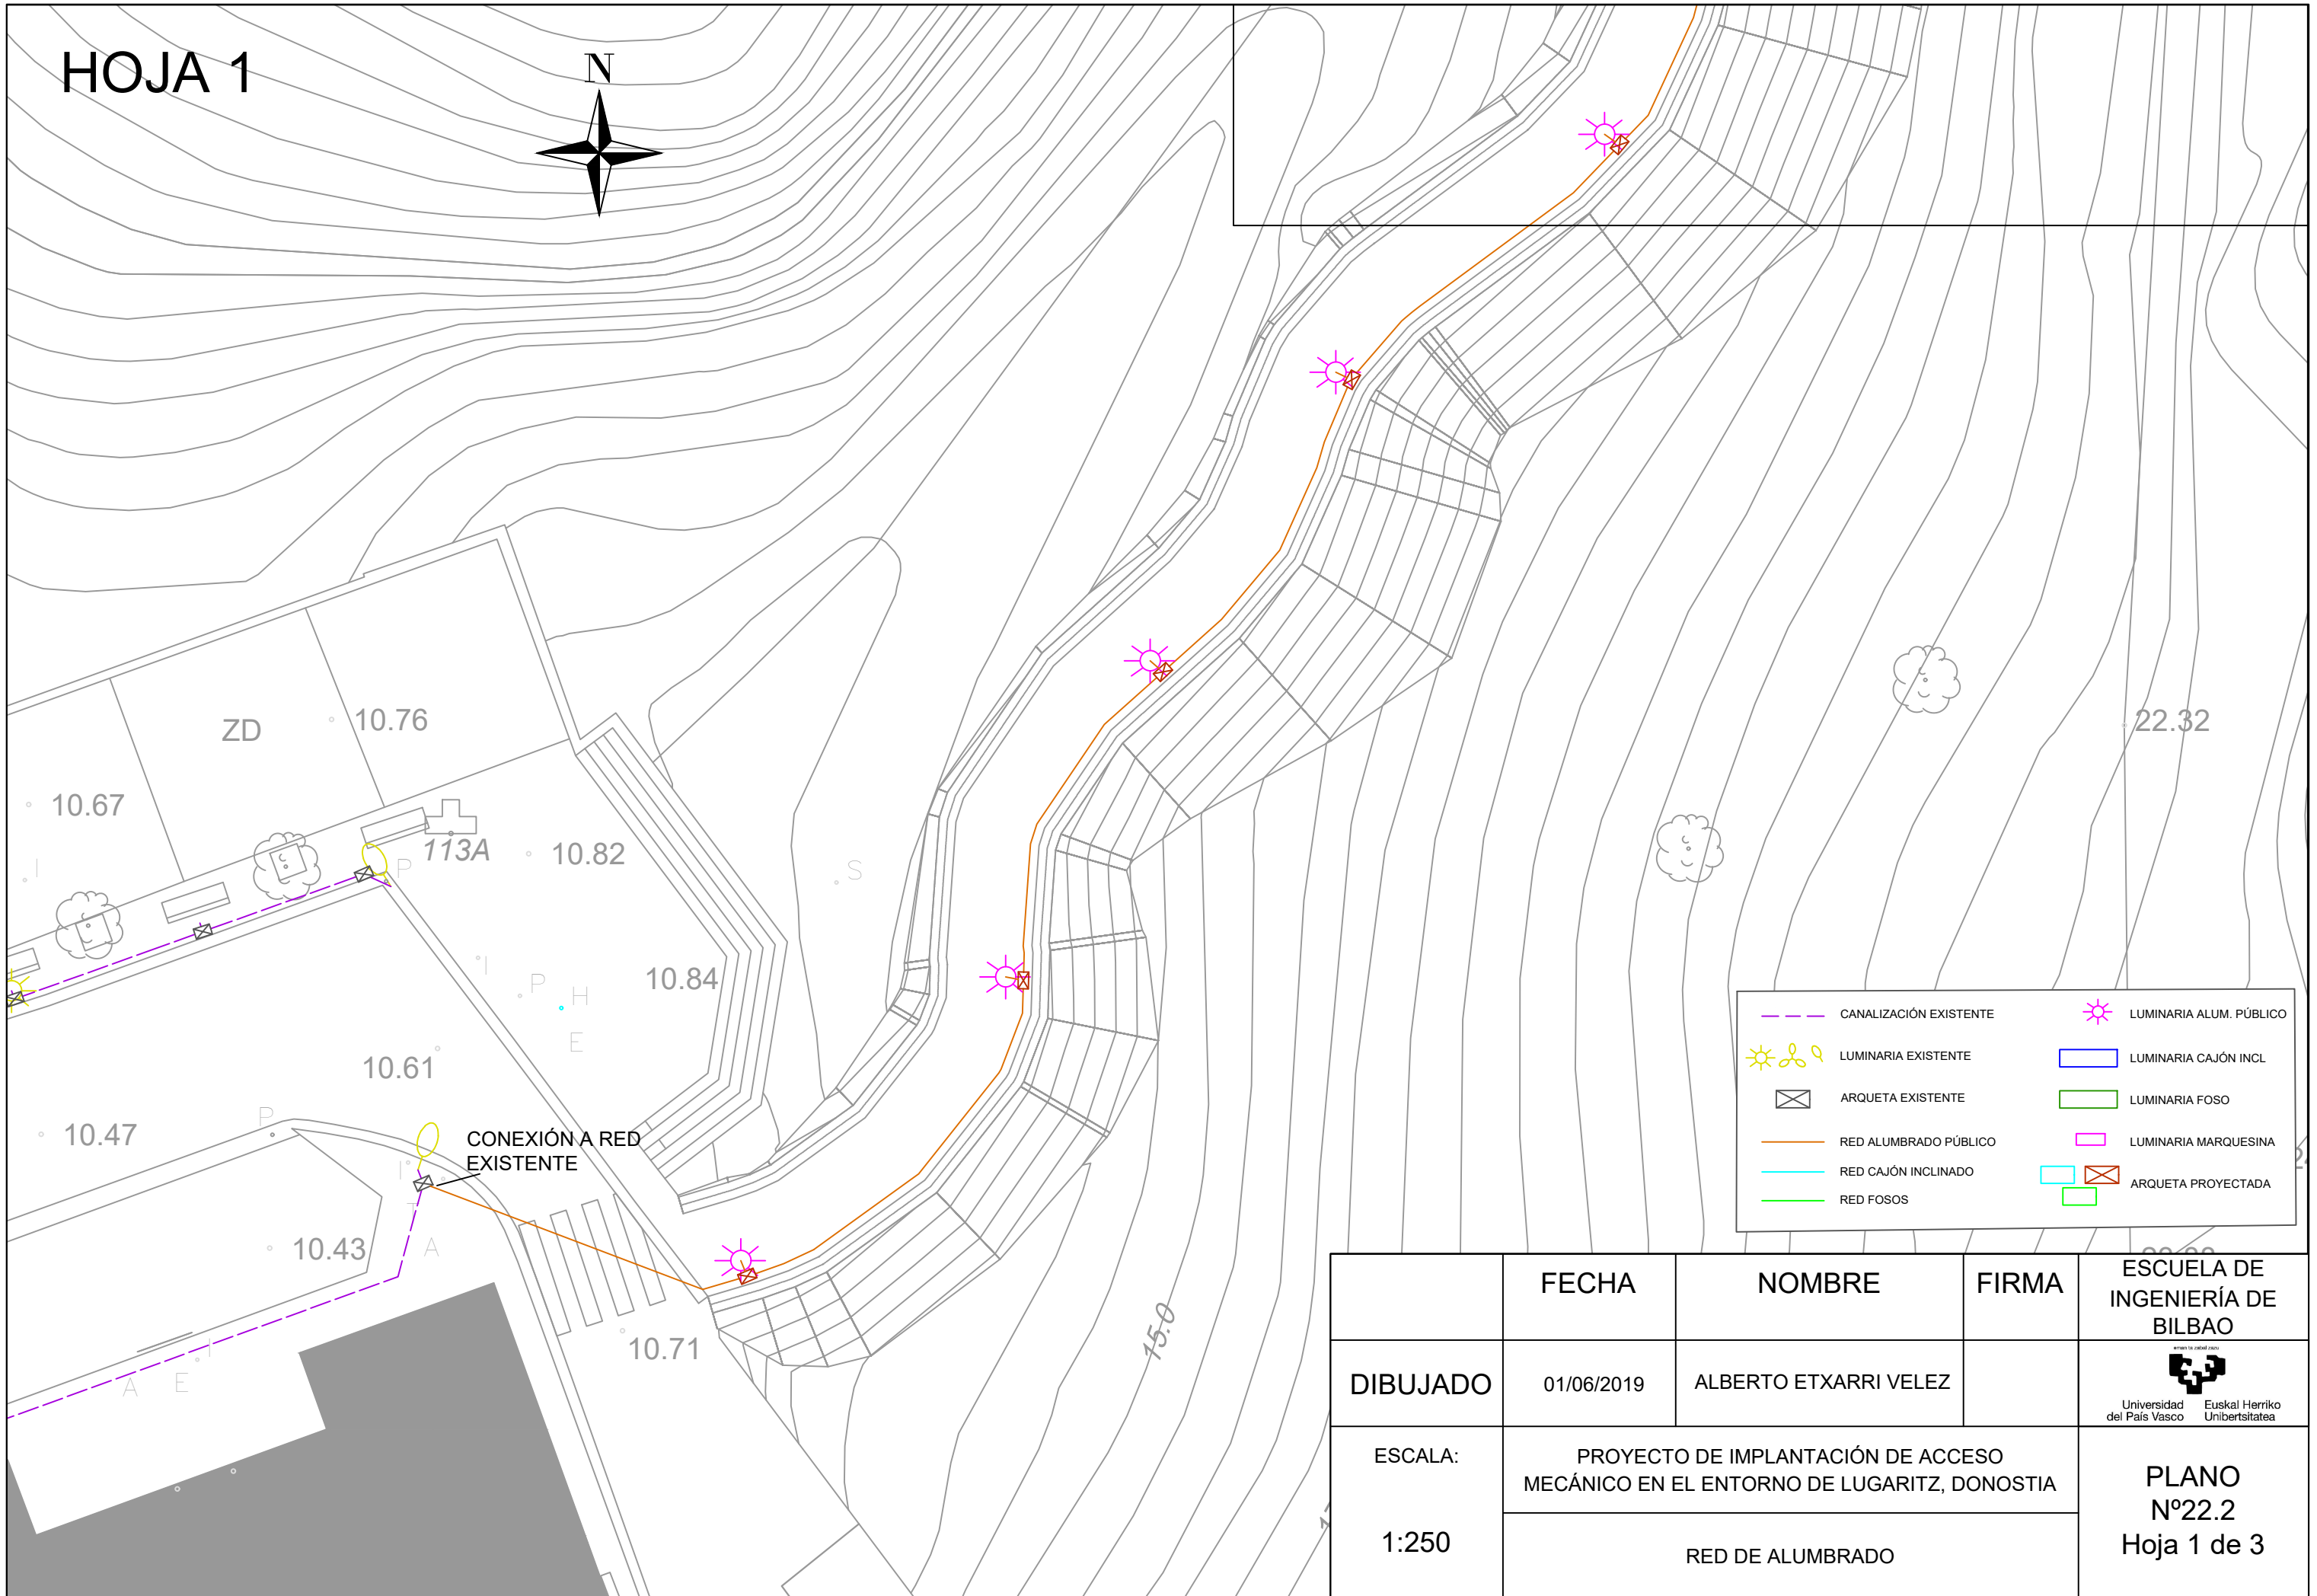 HOJA 1
N
ZD
10.76
10.67
113A
10.82
I
P
S
22.32
I
P
H
10.84
E
10.61
P
10.47
CONEXIÓN A RED
EXISTENTE
I
T
A
10.43
10.71
I
A
E
15.0
CANALIZACIÓN EXISTENTE
LUMINARIA ALUM. PÚBLICO
LUMINARIA EXISTENTE
LUMINARIA CAJÓN INCL
ARQUETA EXISTENTE
LUMINARIA FOSO
RED ALUMBRADO PÚBLICO
LUMINARIA MARQUESINA
RED CAJÓN INCLINADO
ARQUETA PROYECTADA
RED FOSOS
FECHA
NOMBRE
FIRMA
ESCUELA DE
INGENIERÍA DE
BILBAO
DIBUJADO
01/06/2019
ALBERTO ETXARRI VELEZ
eman ta zabal zazu
Universidad
del País Vasco
Euskal Herriko
Unibertsitatea
ESCALA:
1:250
PROYECTO DE IMPLANTACIÓN DE ACCESO
MECÁNICO EN EL ENTORNO DE LUGARITZ, DONOSTIA
RED DE ALUMBRADO
PLANO
Nº22.2
Hoja 1 de 3